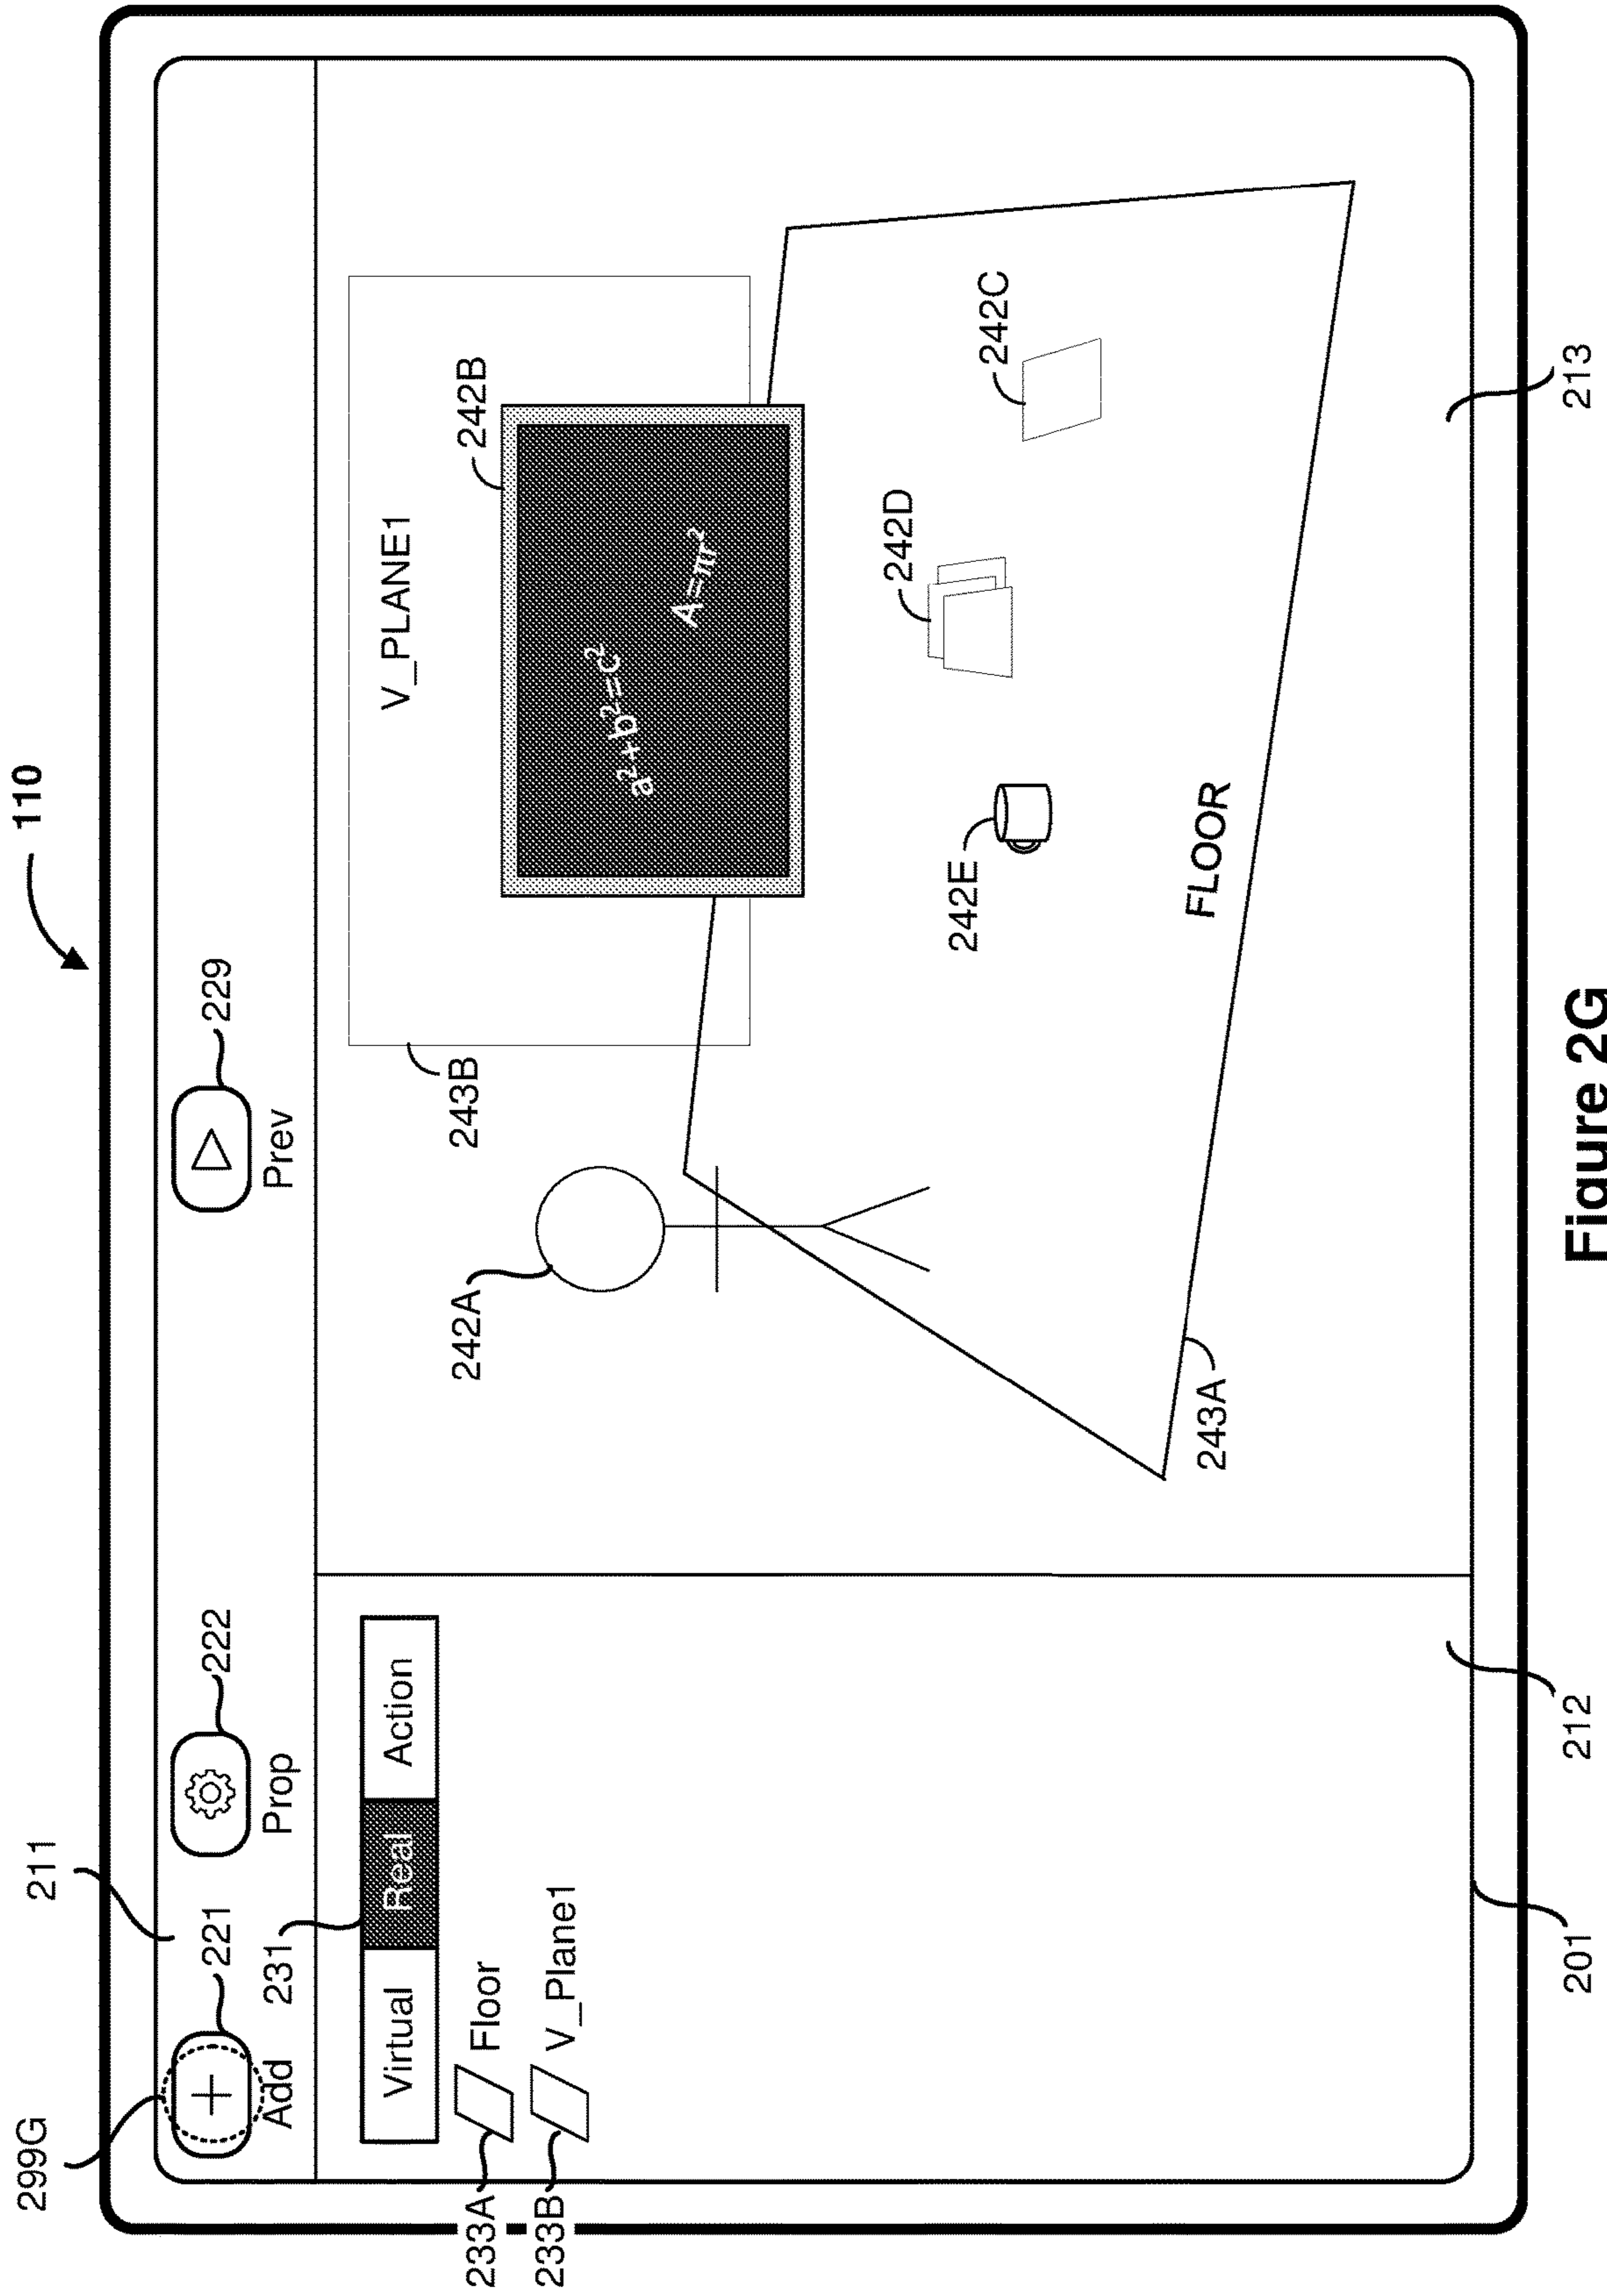 110
299G
211
221
222
229
Add
Prop
Prev
231
Virtual
Real
Action
233A
Floor
233B
V_Plane1
242A
243B
V_PLANE1
242B
a²+b²=c²
A=πr²
242D
242C
242E
FLOOR
243A
201
212
213
Figure 2G